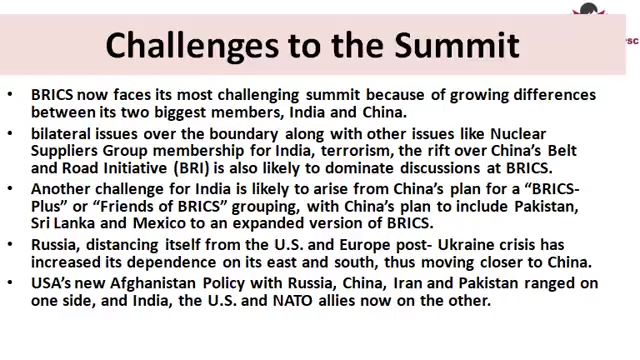 Challenges to the Summit
• BRICS now faces its most challenging summit because of growing differences
between its two biggest members, India and China.
• bilateral issues over the boundary along with other issues like Nuclear
Suppliers Group membership for India, terrorism, the rift over China's Belt
and Road Initiative (BRI) is also likely to dominate discussions at BRICS.
• Another challenge for India is likely to arise from China's plan for a "BRICS-
Plus" or "Friends of BRICS" grouping, with China's plan to include Pakistan,
Sri Lanka and Mexico to an expanded version of BRICS.
• Russia, distancing itself from the U.S. and Europe post- Ukraine crisis has
increased its dependence on its east and south, thus moving closer to China.
• USA's new Afghanistan Policy with Russia, China, Iran and Pakistan ranged on
one side, and India, the U.S. and NATO allies now on the other.